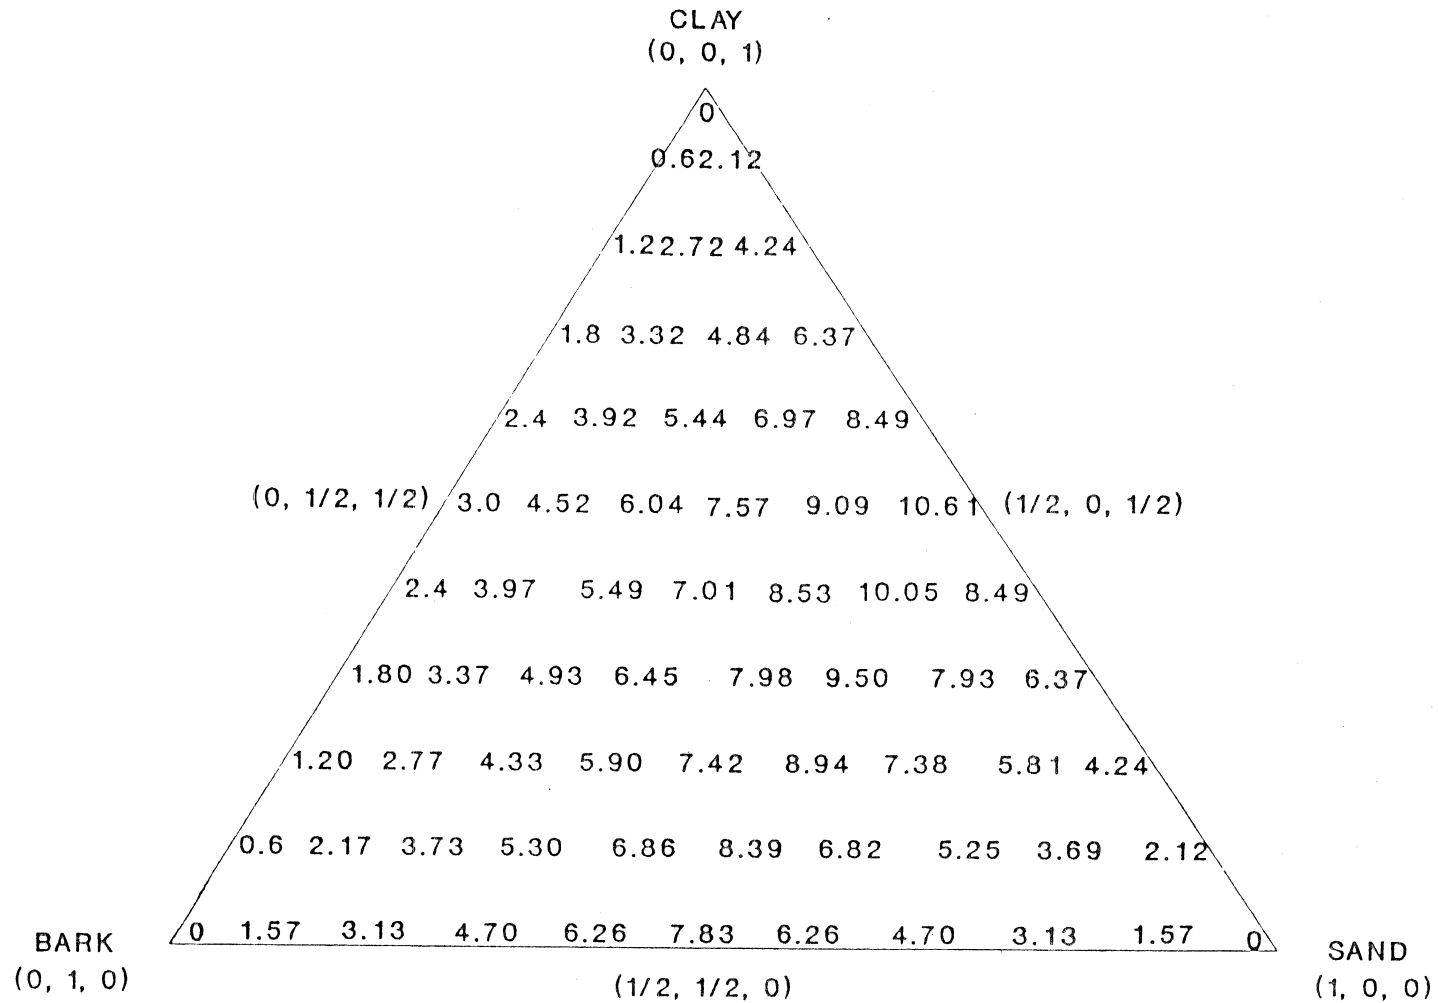 CLAY
(0, 0, 1)
0
0.62.12
1.22.72 4.24
1.8 3.32 4.84 6.37
2.4 3.92 5.44 6.97 8.49
(0, 1/2, 1/2) 3.0 4.52 6.04 7.57 9.09 10.61 (1/2, 0, 1/2)
2.4 3.97 5.49 7.01 8.53 10.05 8.49
1.80 3.37 4.93 6.45 7.98 9.50 7.93 6.37
1.20 2.77 4.33 5.90 7.42 8.94 7.38 5.81 4.24
0.6 2.17 3.73 5.30 6.86 8.39 6.82 5.25 3.69 2.12
0 1.57 3.13 4.70 6.26 7.83 6.26 4.70 3.13 1.57 0
BARK SAND
(0, 1, 0) (1/2, 1/2, 0) (1, 0, 0)